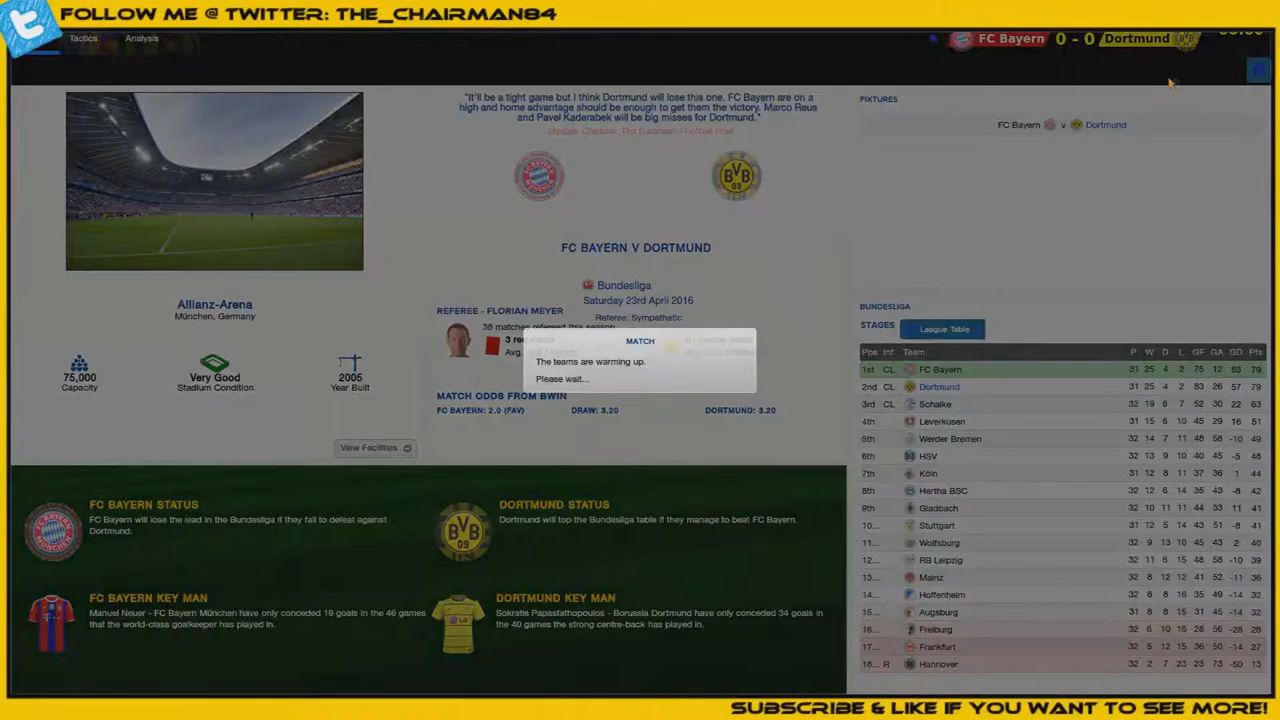 FOLLOW ME @ TWITTER: THE_CHAIRMAN84
Tactics
Analysis
FC Bayern 0 - 0 Dortmund
"It'll be a tight game but I think Dortmund will lose this one. FC Bayern are on a
high and home advantage should be enough to get them the victory. Marco Reus
and Pavel Kaderabek will be big misses for Dortmund."
FIXTURES
FC Bayern v Dortmund
FC BAYERN V DORTMUND
Bundesliga
Saturday 23rd April 2016
Referee: Sympathetic
Allianz-Arena
München, Germany
75,000
Capacity
Very Good
Stadium Condition
2005
Year Built
View Facilities
REFEREE - FLORIAN MEYER
38 matches refereed this season
3 red
MATCH
The teams are warming up.
Please wait...
MATCH ODDS FROM BWIN
FC BAYERN: 2.0 (FAV) DRAW: 3.20 DORTMUND: 3.20
BUNDESLIGA
STAGES League Table
Pos Inf Team P W D L GF GA GD Pts
1st CL FC Bayern 31 25 4 2 75 12 63 79
2nd CL Dortmund 31 25 4 2 83 26 57 79
3rd CL Schalke 32 19 6 7 52 30 22 63
4th Leverkusen 31 15 6 10 45 29 16 51
5th Werder Bremen 32 14 7 11 48 58 -10 49
6th HSV 32 13 9 10 40 45 -5 48
7th Köln 31 12 8 11 37 36 1 44
8th Hertha BSC 32 12 6 14 35 43 -8 42
9th Gladbach 32 10 11 11 44 33 11 41
10... Stuttgart 31 12 5 14 43 51 -8 41
11... Wolfsburg 32 9 13 10 45 43 2 40
12... RB Leipzig 32 11 6 15 48 58 -10 39
13... Mainz 32 8 12 12 41 52 -11 36
14... Hoffenheim 32 8 8 16 35 49 -14 32
15... Augsburg 31 8 8 15 31 45 -14 32
16... Freiburg 32 6 10 16 28 56 -28 28
17... Frankfurt 32 5 12 15 36 50 -14 27
18... R Hannover 32 2 7 23 23 73 -50 13
FC BAYERN STATUS
FC Bayern will lose the lead in the Bundesliga if they fail to defeat against
Dortmund.
DORTMUND STATUS
Dortmund will top the Bundesliga table if they manage to beat FC Bayern.
FC BAYERN KEY MAN
Manuel Neuer - FC Bayern München have only conceded 19 goals in the 46 games
that the world-class goalkeeper has played in.
DORTMUND KEY MAN
Sokratis Papastathopoulos - Borussia Dortmund have only conceded 34 goals in
the 40 games the strong centre-back has played in.
SUBSCRIBE & LIKE IF YOU WANT TO SEE MORE!